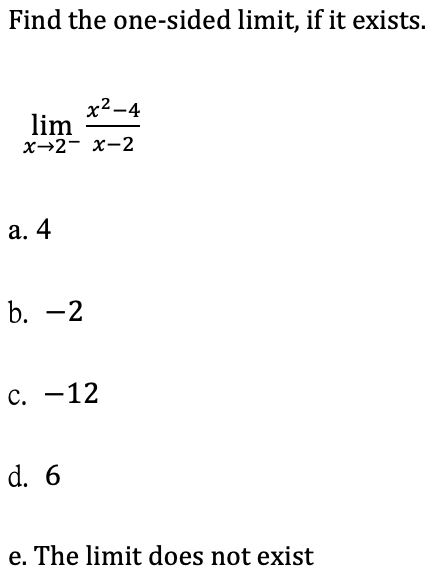 Find the one-sided limit, if it exists.
lim x→2⁻ x²−4 / x−2
a. 4
b. −2
c. −12
d. 6
e. The limit does not exist